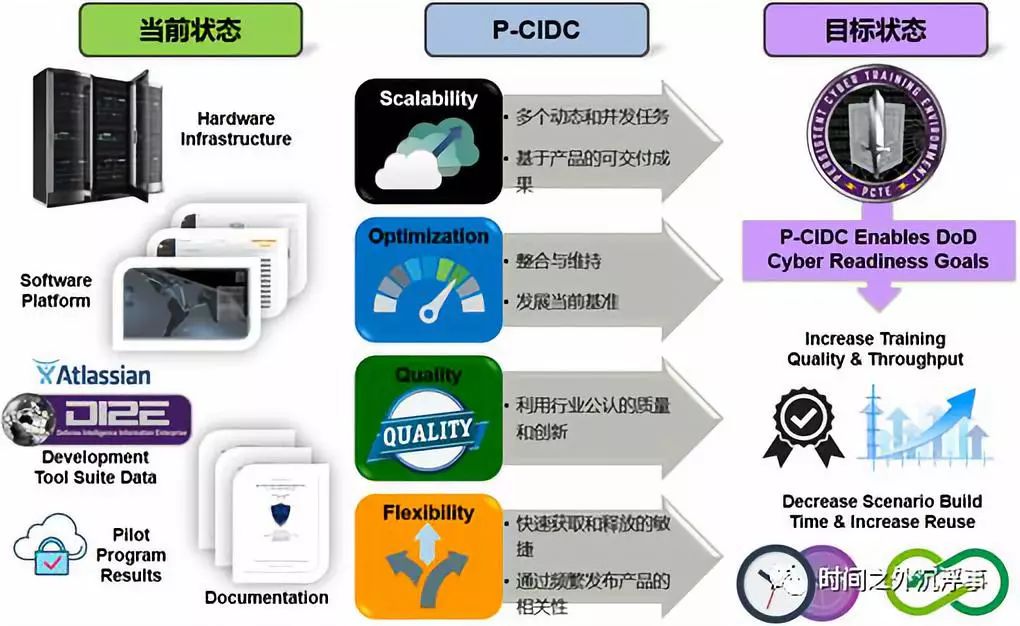 当前状态
Hardware
Infrastructure
Software
Platform
Atlassian
DI2E
Defense Intelligence Information Enterprise
Development
Tool Suite Data
Pilot
Program
Results
Documentation
P-CIDC
Scalability
多个动态和并发任务
基于产品的可交付成
果
Optimization
整合与维持
发展当前基准
Quality
QUALITY
利用行业公认的质量
和创新
Flexibility
快速获取和释放的敏
捷
通过频繁发布产品的
相关性
目标状态
PERSISTENT CYBER TRAINING ENVIRONMENT
PCTE
P-CIDC Enables DoD
Cyber Readiness Goals
Increase Training
Quality & Throughput
Decrease Scenario Build
Time & Increase Reuse
时间之外沉浮事